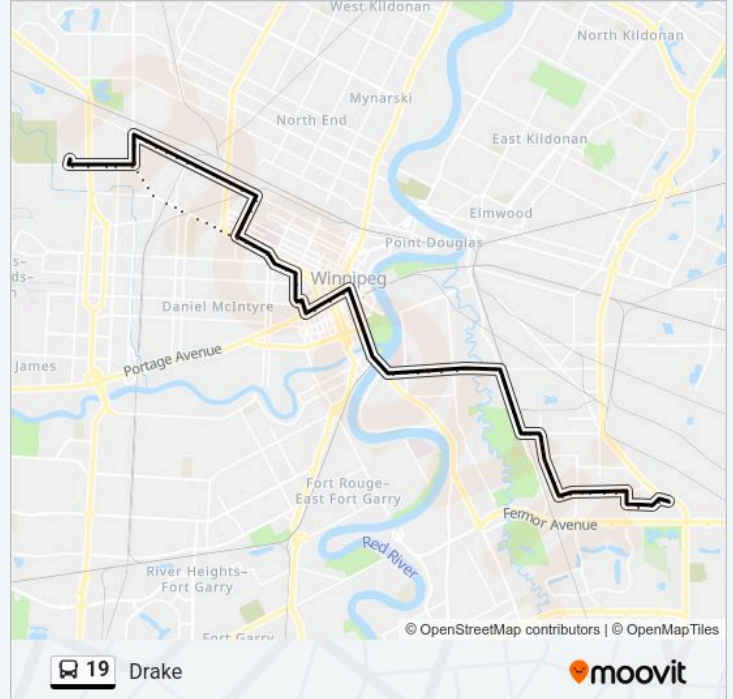 West Kildonan
North Kildonan
Mynarski
North End
East Kildonan
Elmwood
Point Douglas
s–
ds–
n
Winnipeg
Daniel McIntyre
James
Portage Avenue
Fort Rouge–
East Fort Garry
Fermor Avenue
Red River
River Heights–
Fort Garry
Fort Garry
© OpenStreetMap contributors | © OpenMapTiles
19 Drake
moovit